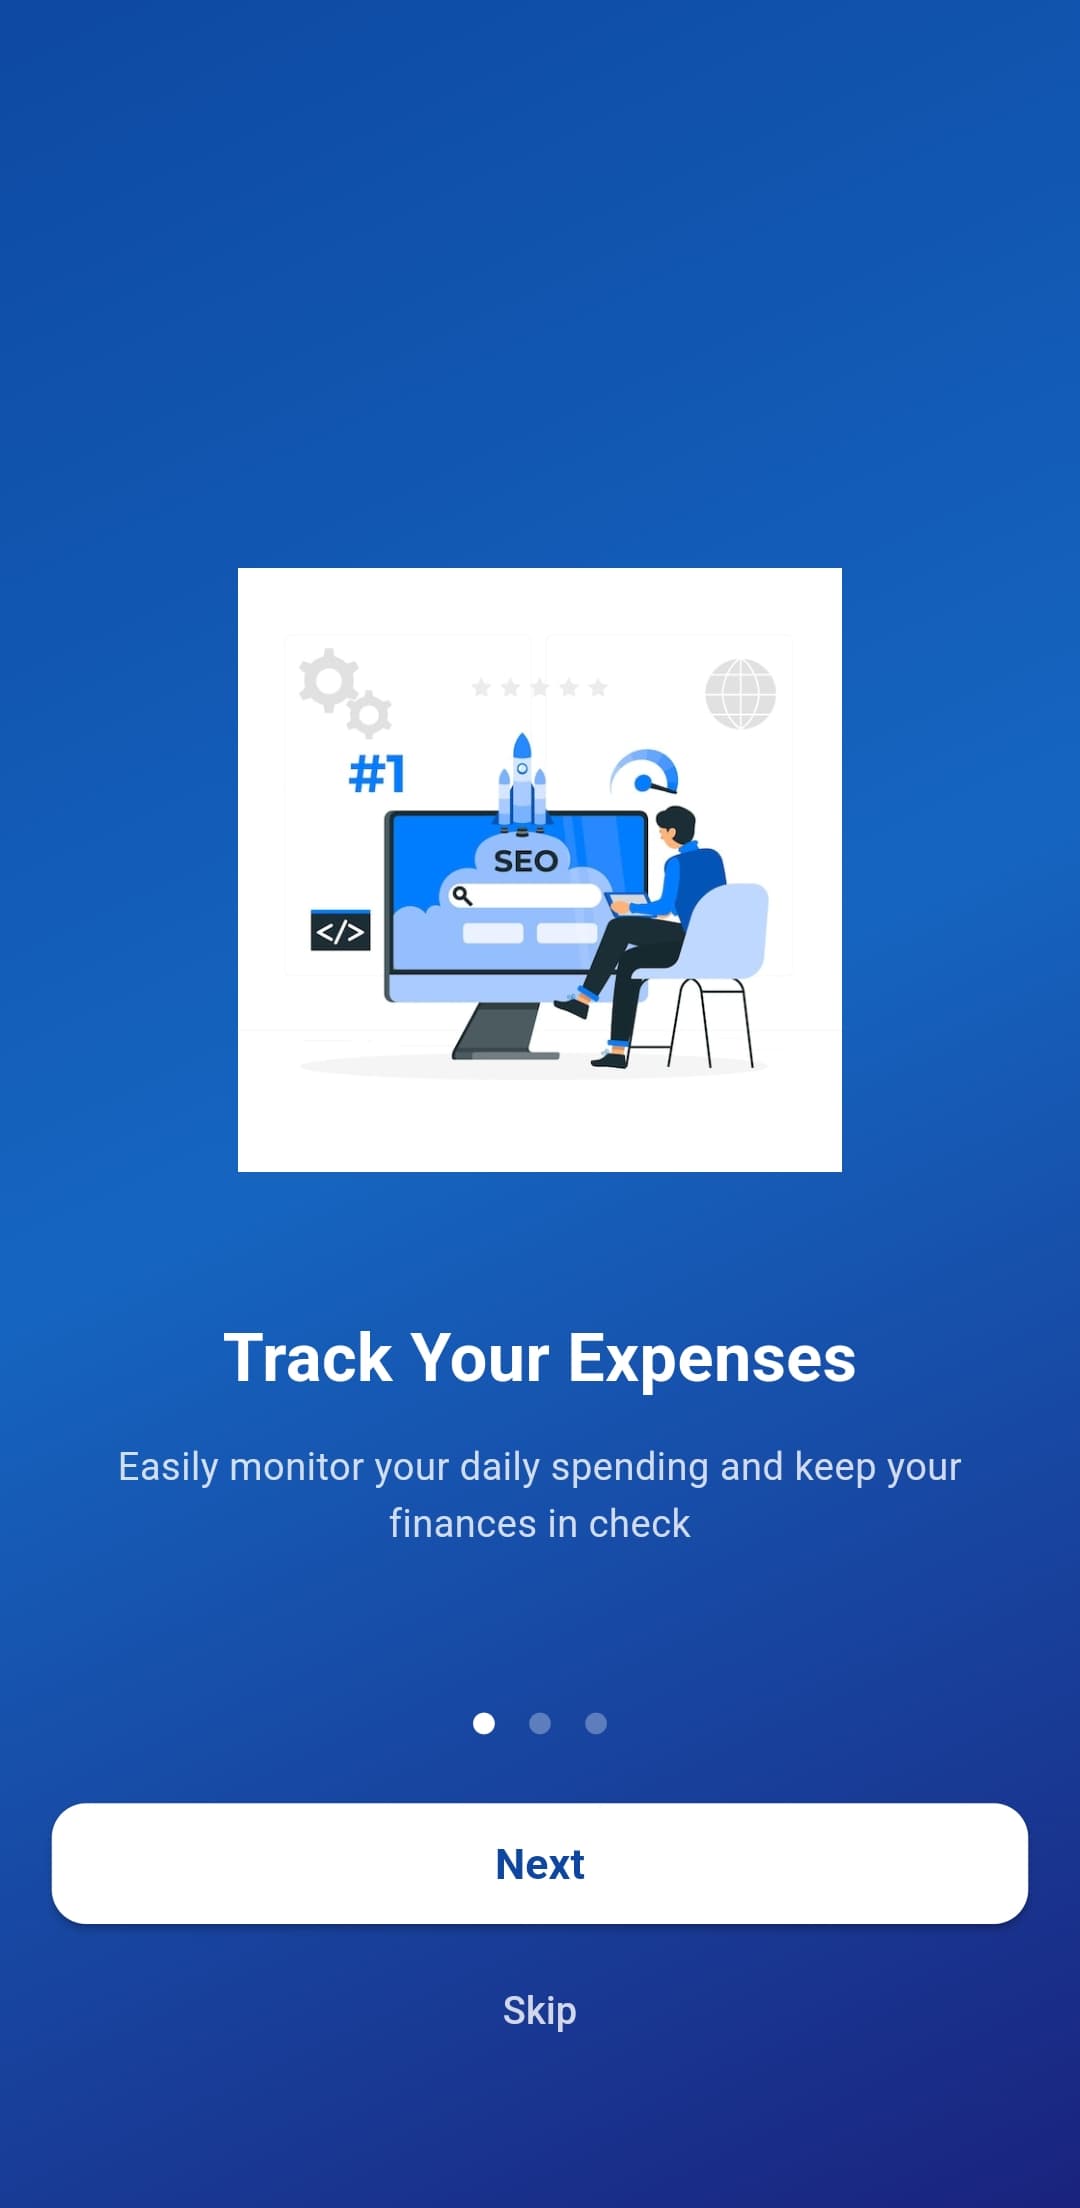 #1
SEO
</>
Track Your Expenses
Easily monitor your daily spending and keep your
finances in check
Next
Skip